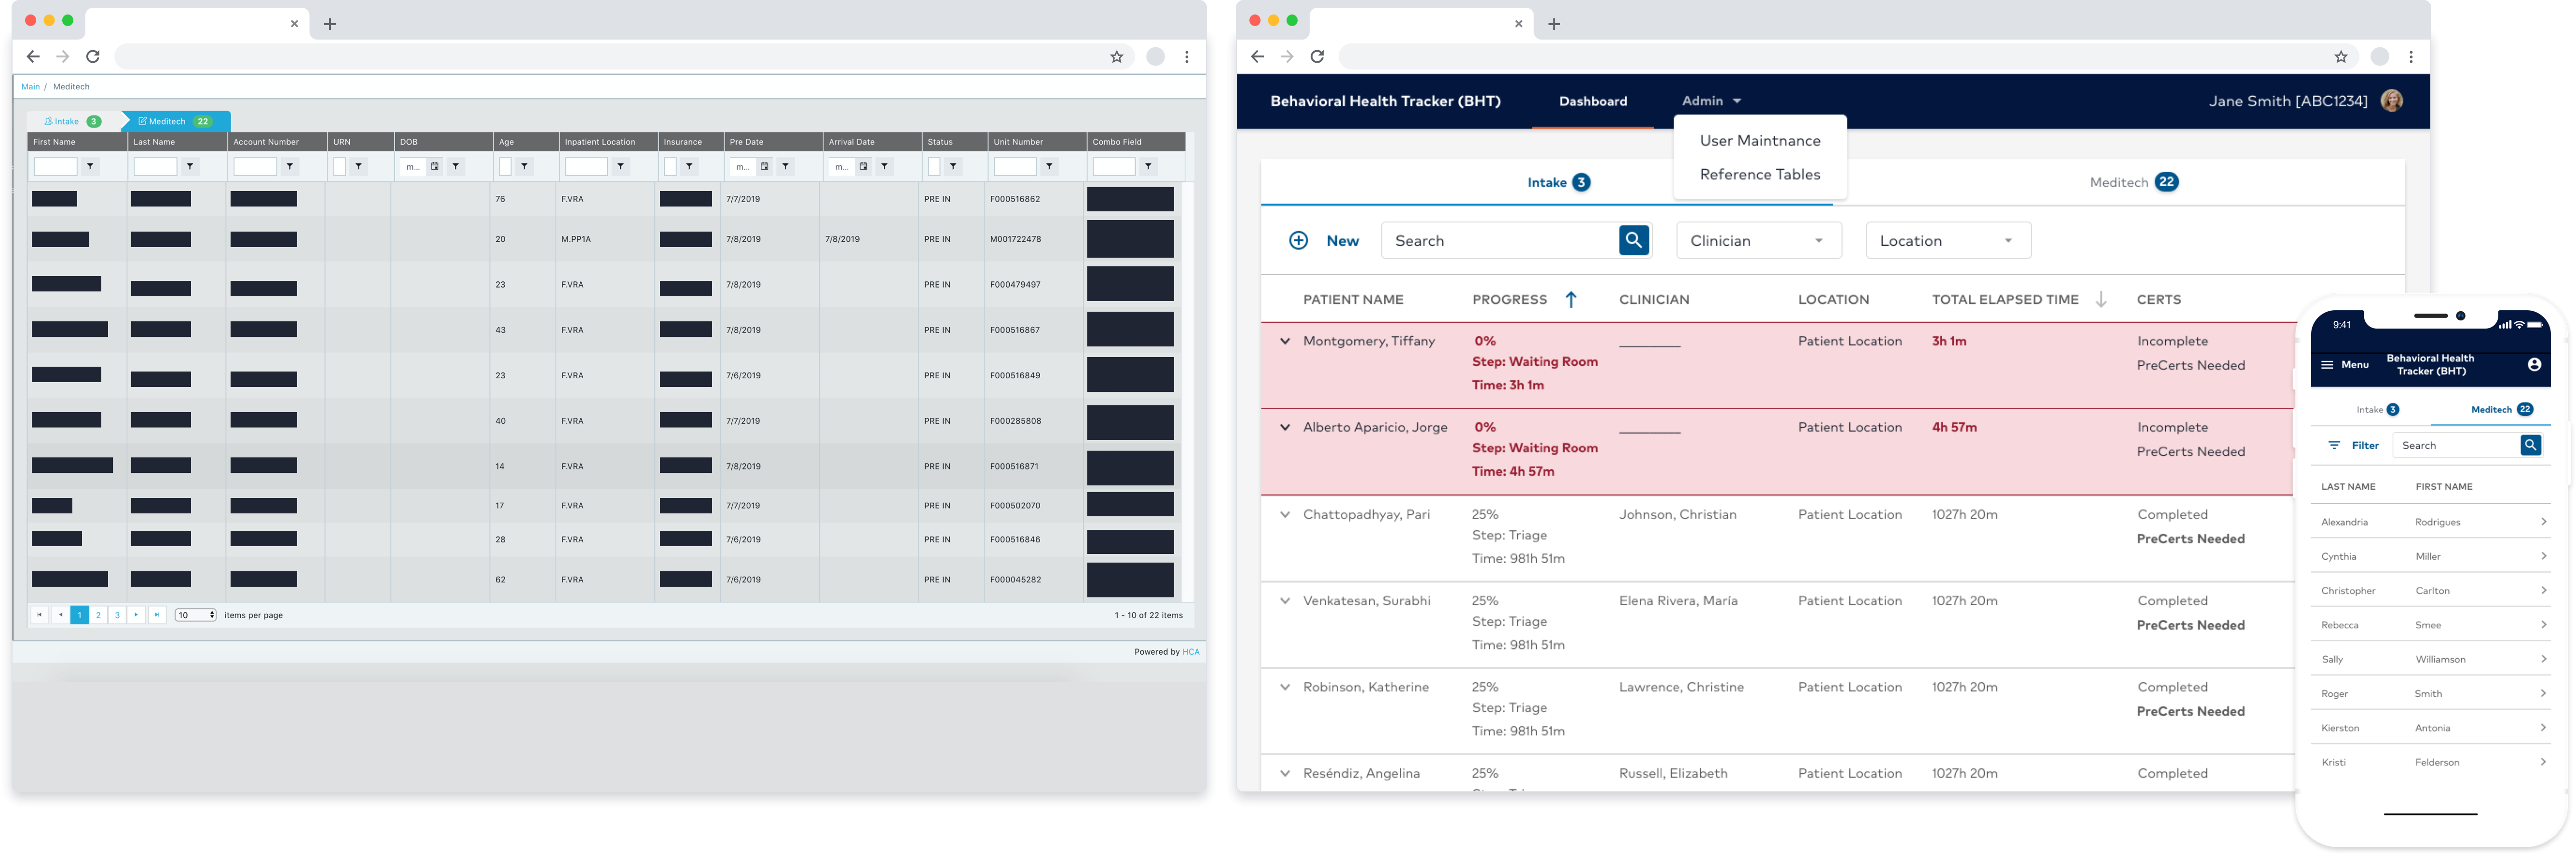 Main / Meditech
Intake 3 Meditech 22
First Name Last Name Account Number URN DOB Age Inpatient Location Insurance Pre Date Arrival Date Status Unit Number Combo Field
m... m... m...
76 F.VRA 7/7/2019 PRE IN F000516862
20 M.PP1A 7/8/2019 7/8/2019 PRE IN M001722478
23 F.VRA 7/8/2019 PRE IN F000479497
43 F.VRA 7/8/2019 PRE IN F000516867
23 F.VRA 7/6/2019 PRE IN F000516849
40 F.VRA 7/7/2019 PRE IN F000285808
14 F.VRA 7/8/2019 PRE IN F000516871
17 F.VRA 7/7/2019 PRE IN F000502070
28 F.VRA 7/6/2019 PRE IN F000516846
62 F.VRA 7/6/2019 PRE IN F000045282
1 2 3 10 items per page 1 - 10 of 22 items
Powered by HCA
Behavioral Health Tracker (BHT) Dashboard Admin Jane Smith [ABC1234]
User Maintnance
Reference Tables
Intake 3 Meditech 22
New Search Clinician Location
PATIENT NAME PROGRESS CLINICIAN LOCATION TOTAL ELAPSED TIME CERTS
Montgomery, Tiffany 0% Patient Location 3h 1m Incomplete
Step: Waiting Room PreCerts Needed
Time: 3h 1m
Alberto Aparicio, Jorge 0% Patient Location 4h 57m Incomplete
Step: Waiting Room PreCerts Needed
Time: 4h 57m
Chattopadhyay, Pari 25% Johnson, Christian Patient Location 1027h 20m Completed
Step: Triage PreCerts Needed
Time: 981h 51m
Venkatesan, Surabhi 25% Elena Rivera, María Patient Location 1027h 20m Completed
Step: Triage PreCerts Needed
Time: 981h 51m
Robinson, Katherine 25% Lawrence, Christine Patient Location 1027h 20m Completed
Step: Triage PreCerts Needed
Time: 981h 51m
Reséndiz, Angelina 25% Russell, Elizabeth Patient Location 1027h 20m Completed
9:41
Menu Behavioral Health
Tracker (BHT)
Intake 3 Meditech 22
Filter Search
LAST NAME FIRST NAME
Alexandria Rodrigues
Cynthia Miller
Christopher Carlton
Rebecca Smee
Sally Williamson
Roger Smith
Kierston Antonia
Kristi Felderson